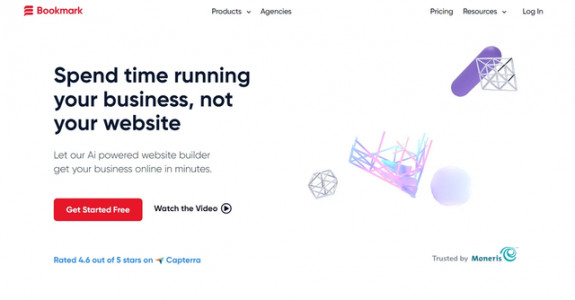 Bookmark
Products
Agencies
Pricing
Resources
Log In
Spend time running
your business, not
your website
Let our Ai powered website builder
get your business online in minutes.
Get Started Free
Watch the Video
Rated 4.6 out of 5 stars on Capterra
Trusted by Moneris